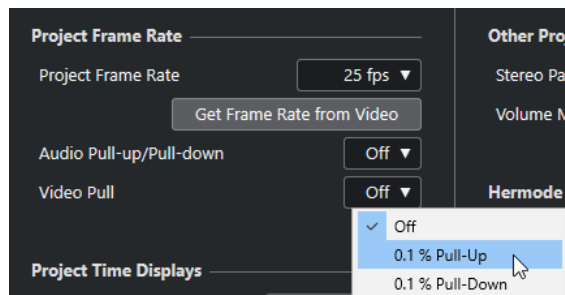 Project Frame Rate
Other Pro
Project Frame Rate
25 fps
Stereo Pa
Get Frame Rate from Video
Volume M
Audio Pull-up/Pull-down
Off
Video Pull
Off
Hermode
Off
0.1 % Pull-Up
Project Time Displays
0.1 % Pull-Down